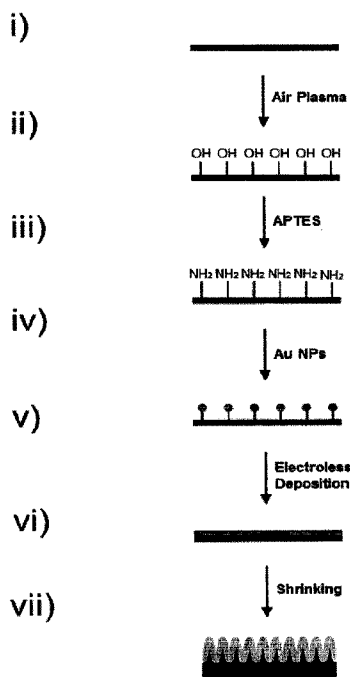 i)
Air Plasma
ii)
OH OH OH OH OH OH
APTES
iii)
NH₂ NH₂ NH₂ NH₂ NH₂ NH₂
iv)
Au NPs
v)
Electroless
Deposition
vi)
Shrinking
vii)